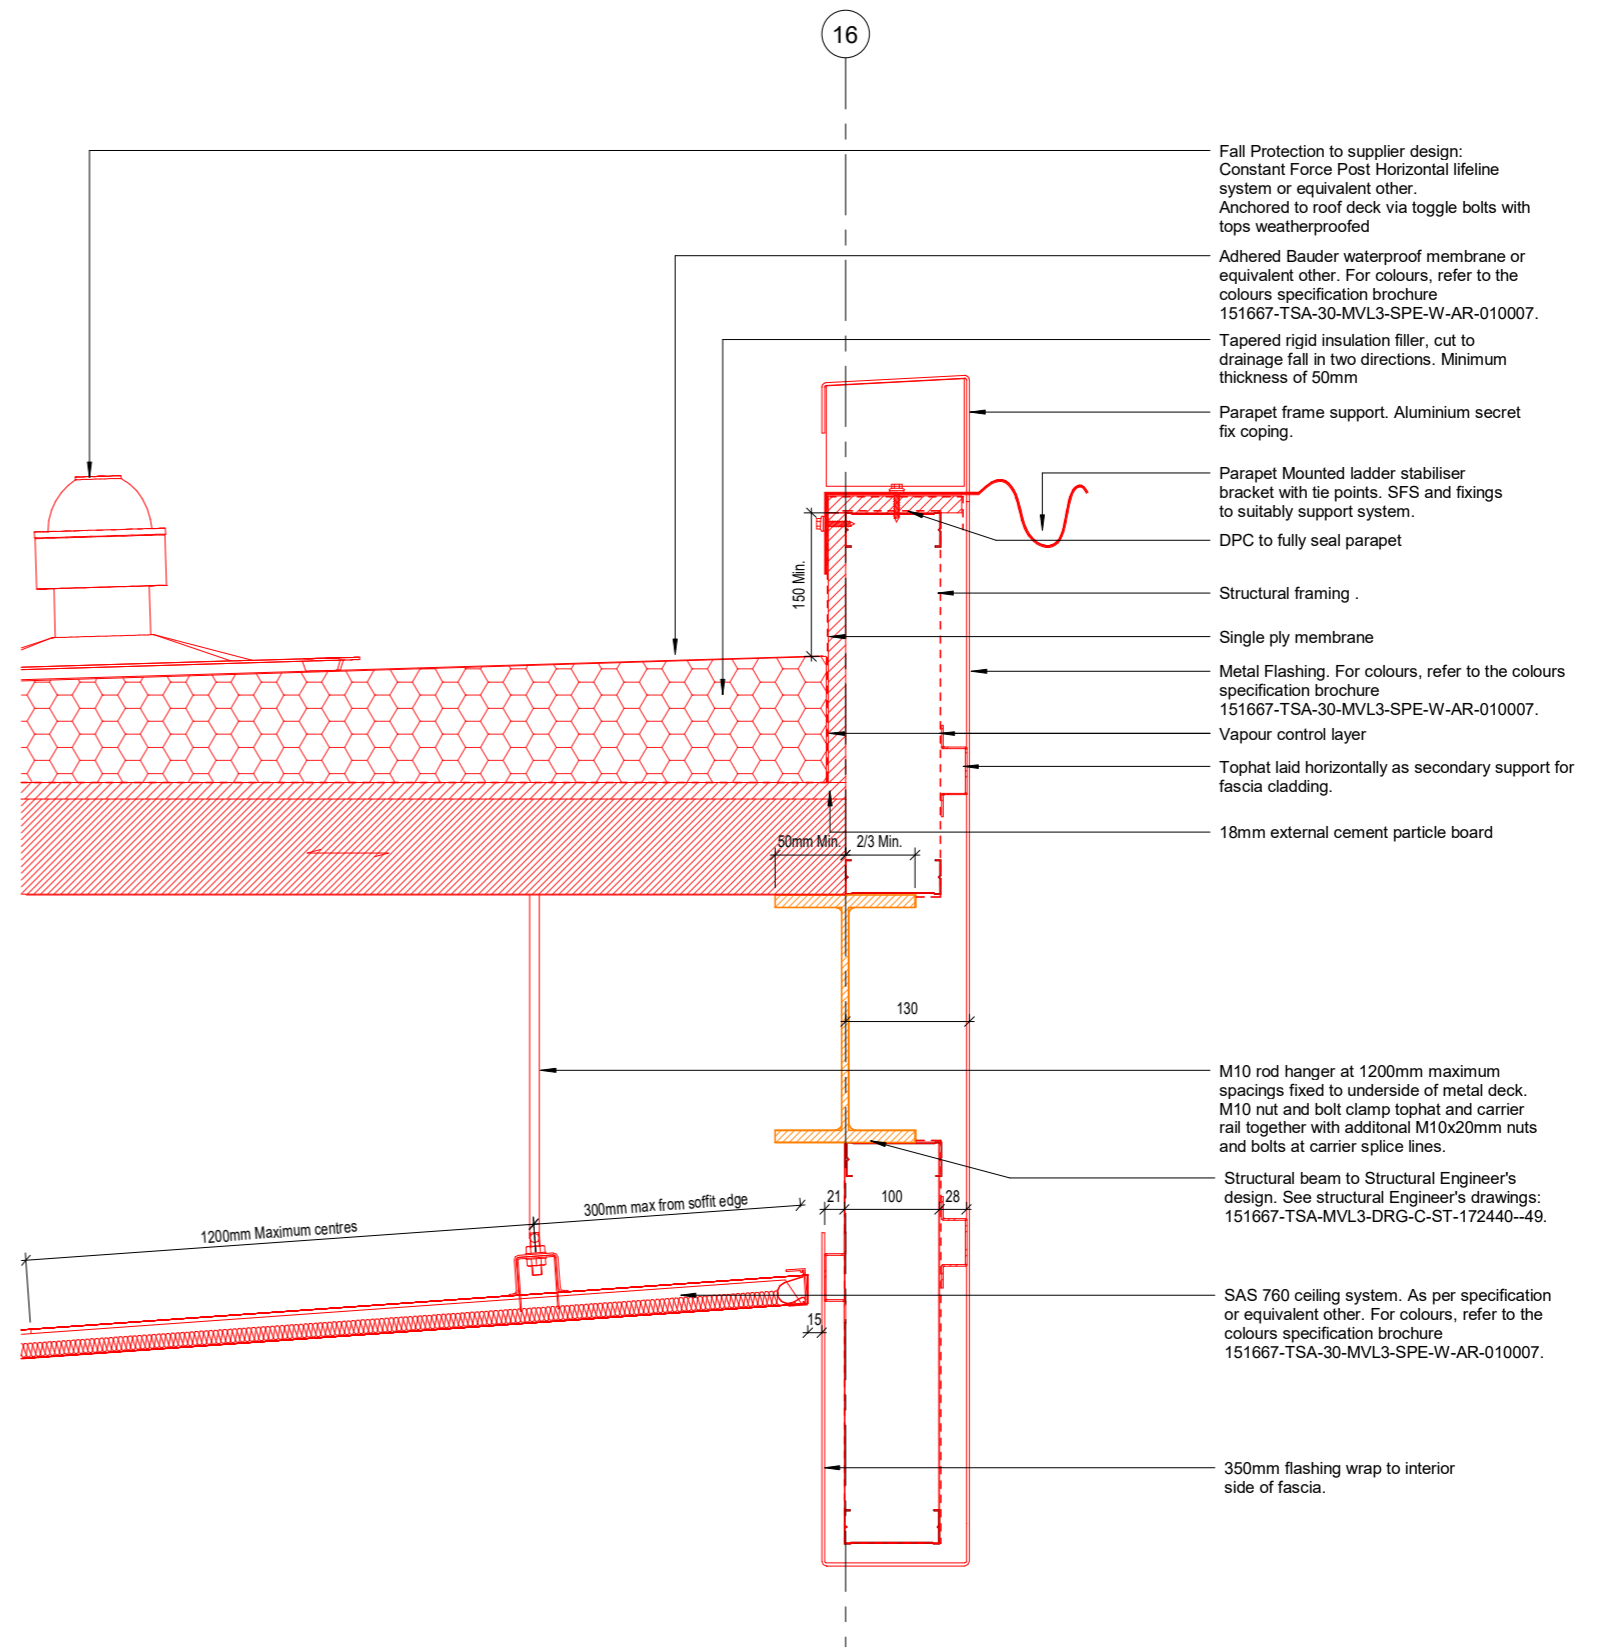 16
Fall Protection to supplier design:
Constant Force Post Horizontal lifeline
system or equivalent other.
Anchored to roof deck via toggle bolts with
tops weatherproofed
Adhered Bauder waterproof membrane or
equivalent other. For colours, refer to the
colours specification brochure
151667-TSA-30-MVL3-SPE-W-AR-010007.
Tapered rigid insulation filler, cut to
drainage fall in two directions. Minimum
thickness of 50mm
Parapet frame support. Aluminium secret
fix coping.
Parapet Mounted ladder stabiliser
bracket with tie points. SFS and fixings
to suitably support system.
DPC to fully seal parapet
150 Min.
Structural framing .
Single ply membrane
Metal Flashing. For colours, refer to the colours
specification brochure
151667-TSA-30-MVL3-SPE-W-AR-010007.
Vapour control layer
Tophat laid horizontally as secondary support for
fascia cladding.
18mm external cement particle board
50mm Min.
2/3 Min.
130
M10 rod hanger at 1200mm maximum
spacings fixed to underside of metal deck.
M10 nut and bolt clamp tophat and carrier
rail together with additonal M10x20mm nuts
and bolts at carrier splice lines.
Structural beam to Structural Engineer's
design. See structural Engineer's drawings:
151667-TSA-MVL3-DRG-C-ST-172440--49.
21
100
28
300mm max from soffit edge
1200mm Maximum centres
SAS 760 ceiling system. As per specification
or equivalent other. For colours, refer to the
colours specification brochure
151667-TSA-30-MVL3-SPE-W-AR-010007.
15
350mm flashing wrap to interior
side of fascia.